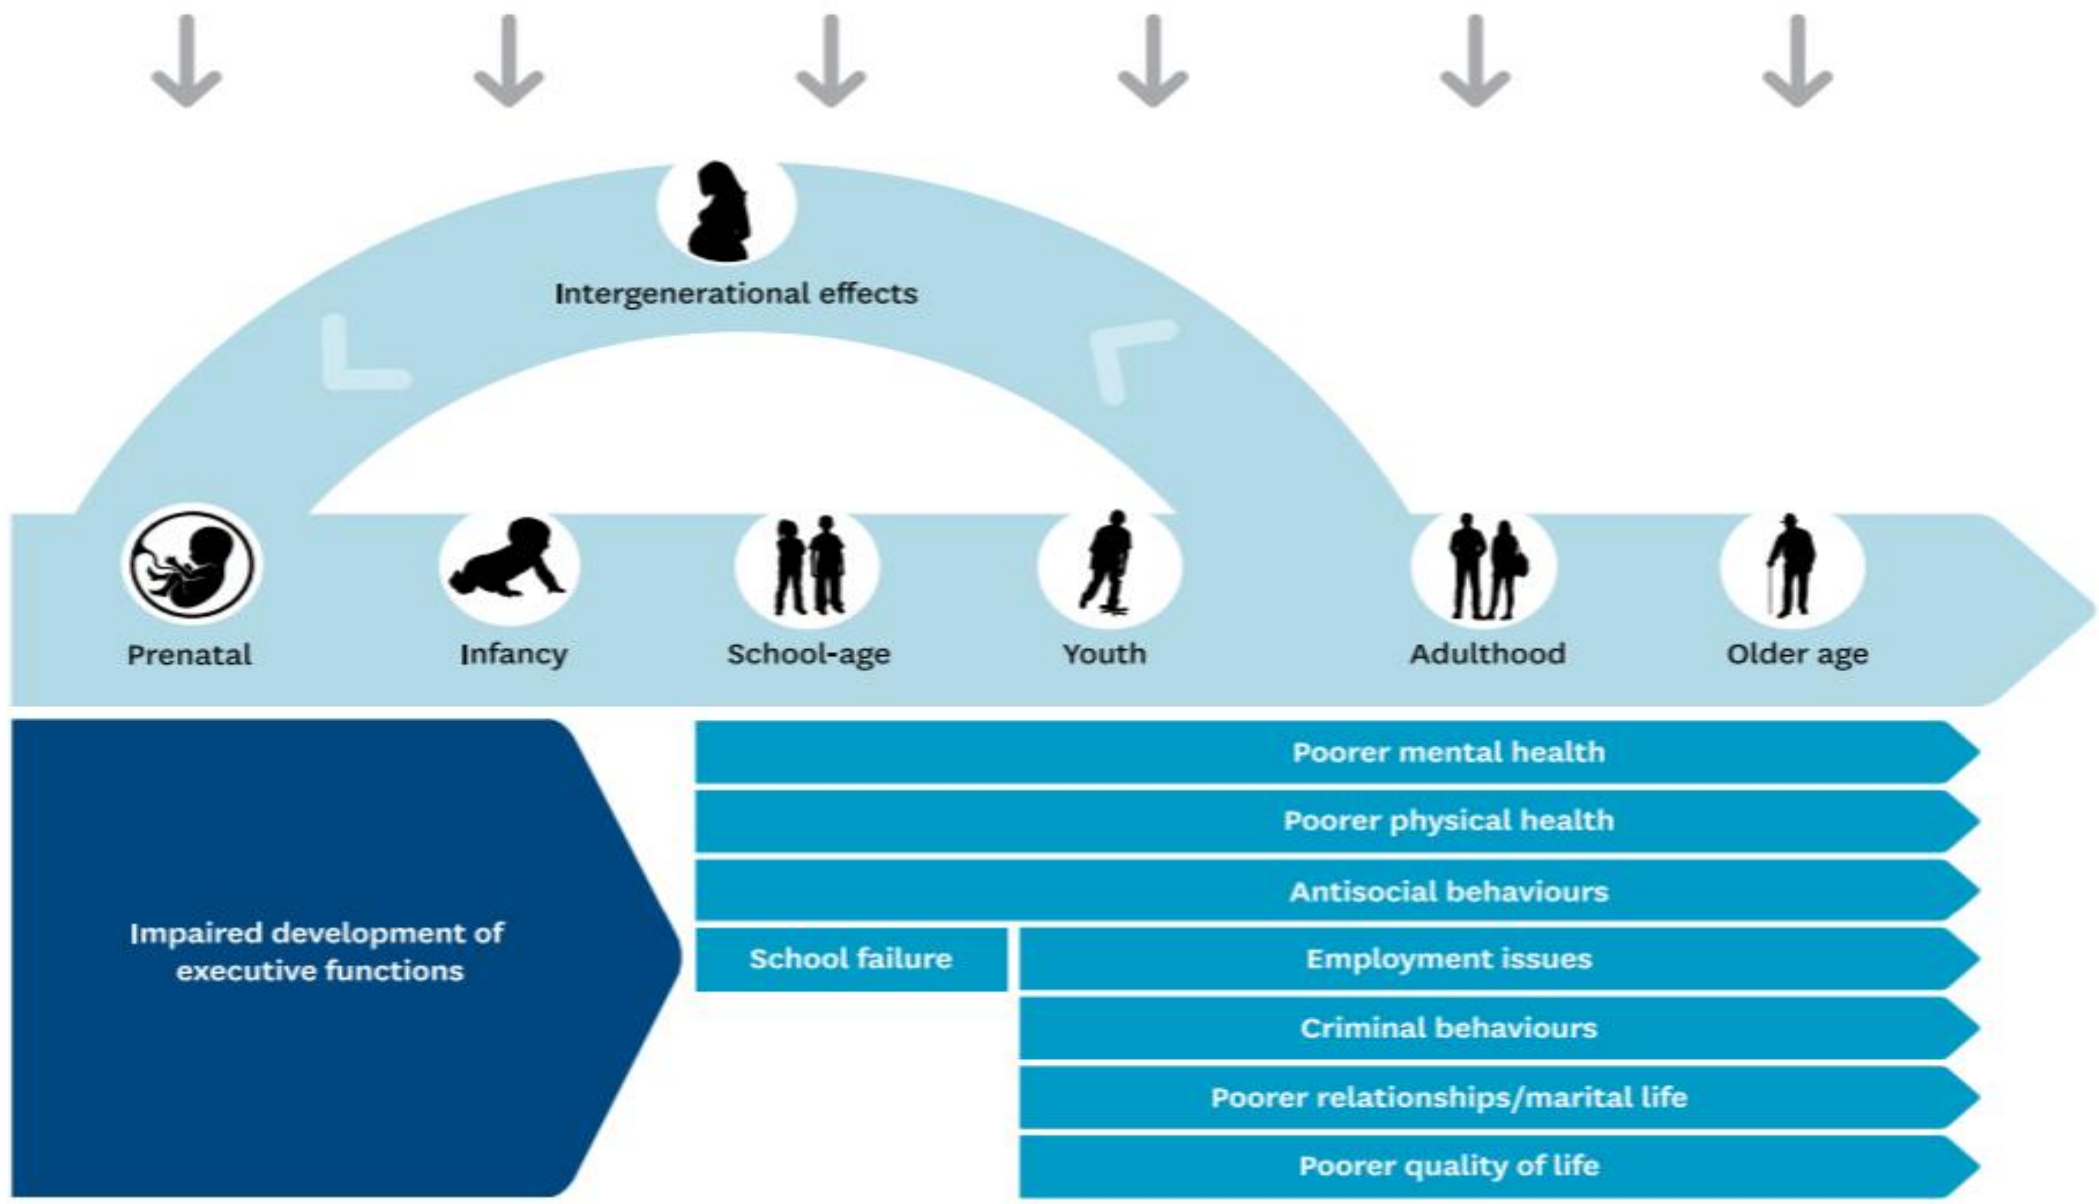 Intergenerational effects
Prenatal
Infancy
School-age
Youth
Adulthood
Older age
Impaired development of
executive functions
Poorer mental health
Poorer physical health
Antisocial behaviours
School failure
Employment issues
Criminal behaviours
Poorer relationships/marital life
Poorer quality of life